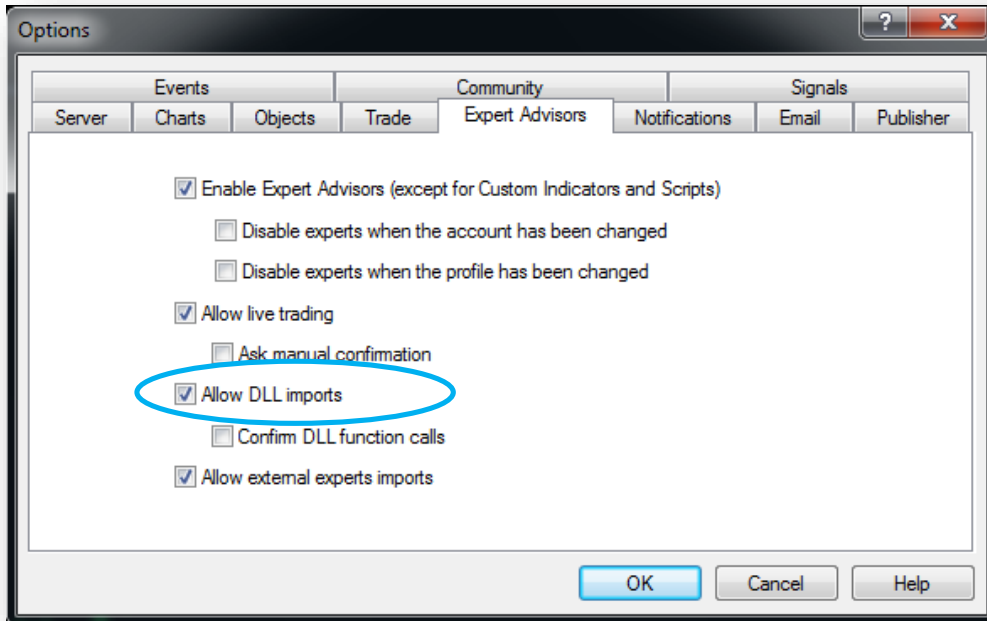 Options
?
X
Events Community Signals
Server Charts Objects Trade Expert Advisors Notifications Email Publisher
Enable Expert Advisors (except for Custom Indicators and Scripts)
Disable experts when the account has been changed
Disable experts when the profile has been changed
Allow live trading
Ask manual confirmation
Allow DLL imports
Confirm DLL function calls
Allow external experts imports
OK Cancel Help